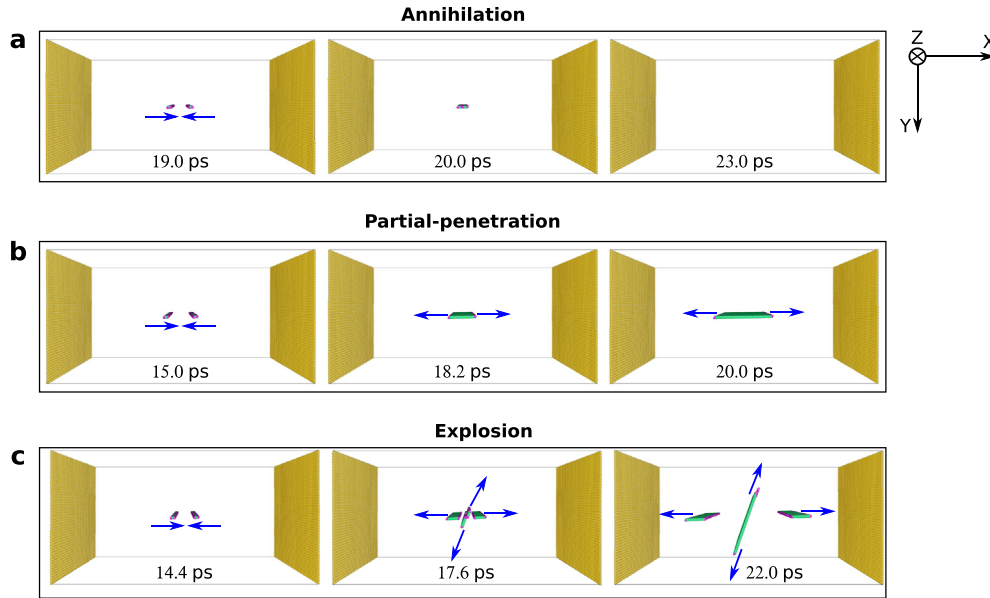 Annihilation
a
Z
X
Y
19.0 ps
20.0 ps
23.0 ps
Partial-penetration
b
15.0 ps
18.2 ps
20.0 ps
Explosion
c
14.4 ps
17.6 ps
22.0 ps